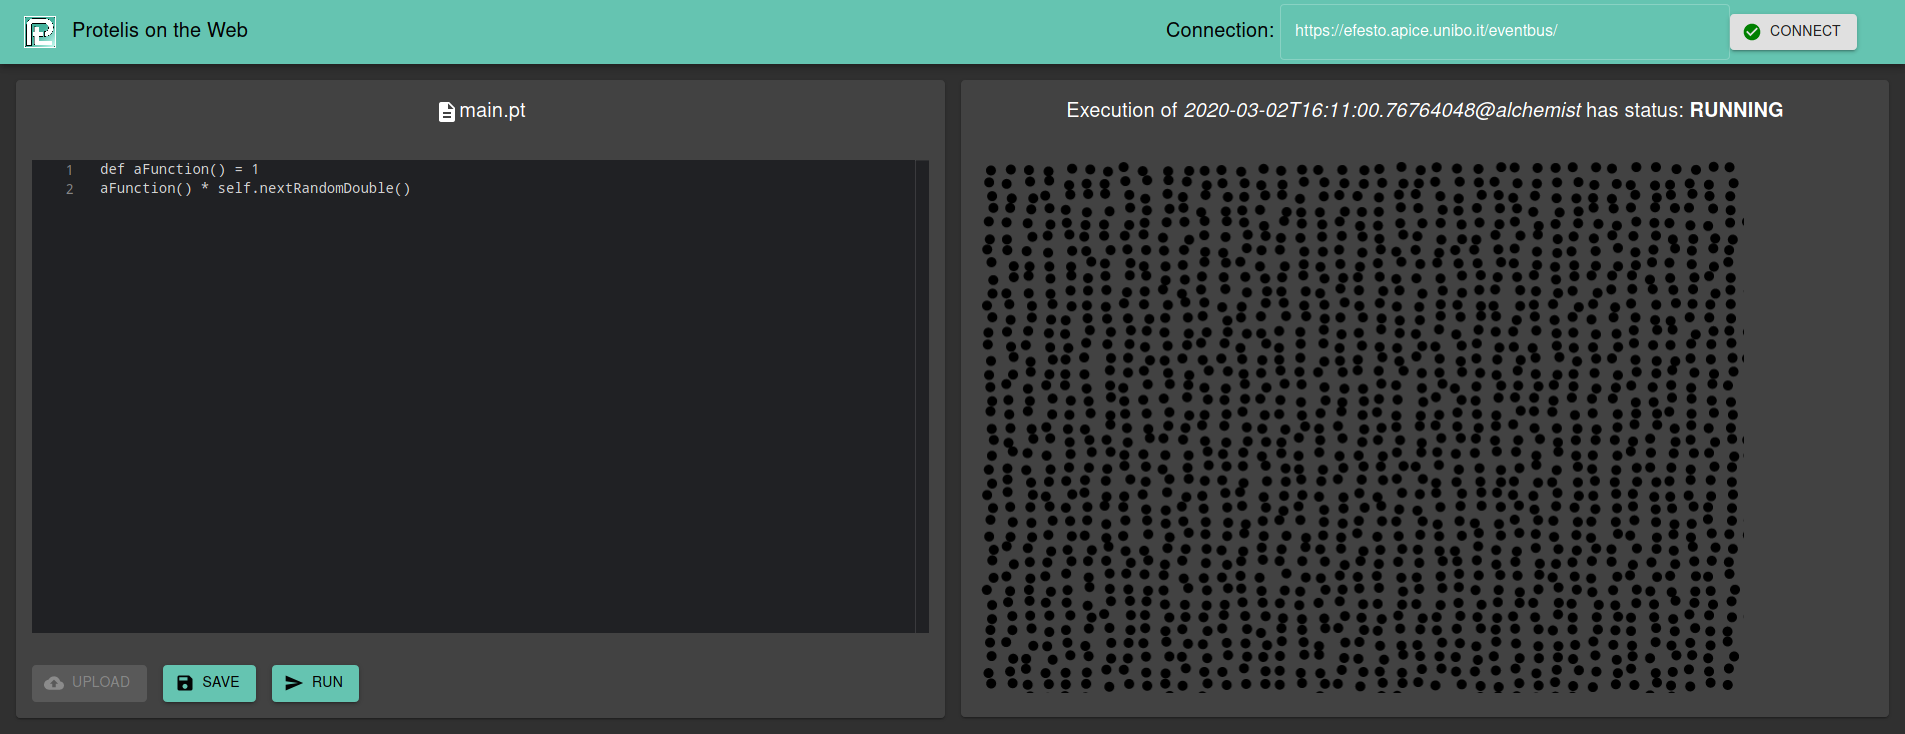 Protelis on the Web
Connection: https://efesto.apice.unibo.it/eventbus/ CONNECT
main.pt
1 def aFunction() = 1
2 aFunction() * self.nextRandomDouble()
UPLOAD SAVE RUN
Execution of 2020-03-02T16:11:00.76764048@alchemist has status: RUNNING